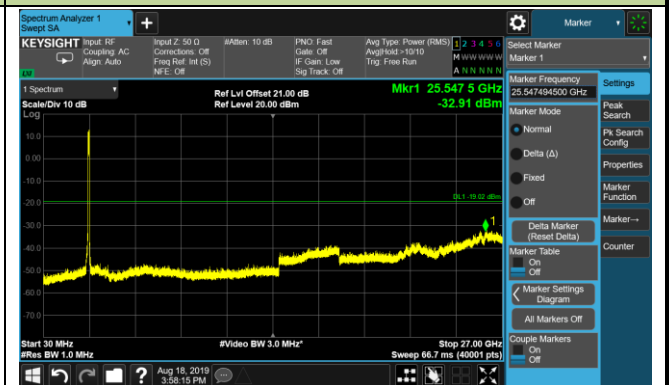 Spectrum Analyzer 1
Swept SA
+
Marker
KEYSIGHT
Input: RF
Coupling: AC
Align: Auto
Input Z: 50 Ω
Corrections: Off
Freq Ref: Int (S)
NFE: Off
#Atten: 10 dB
PNO: Fast
Gate: Off
IF Gain: Low
Sig Track: Off
Avg Type: Power (RMS)
Avg|Hold:>10/10
Trig: Free Run
1 2 3 4 5 6
M W W W W W
A N N N N N
Select Marker
Marker 1
1 Spectrum
Scale/Div 10 dB
Log
Ref Lvl Offset 21.00 dB
Ref Level 20.00 dBm
Mkr1 25.547 5 GHz
-32.91 dBm
10.0
0.00
-10.0
-20.0
-30.0
-40.0
-50.0
-60.0
-70.0
DL1 -19.02 dBm
1
Start 30 MHz
#Res BW 1.0 MHz
#Video BW 3.0 MHz*
Stop 27.00 GHz
Sweep 66.7 ms (40001 pts)
Marker Frequency
25.547494500 GHz
Marker Mode
Normal
Delta (Δ)
Fixed
Off
Delta Marker
(Reset Delta)
Marker Table
On
Off
Marker Settings
Diagram
All Markers Off
Couple Markers
On
Off
Settings
Peak
Search
Pk Search
Config
Properties
Marker
Function
Marker→
Counter
?
Aug 18, 2019
3:58:15 PM